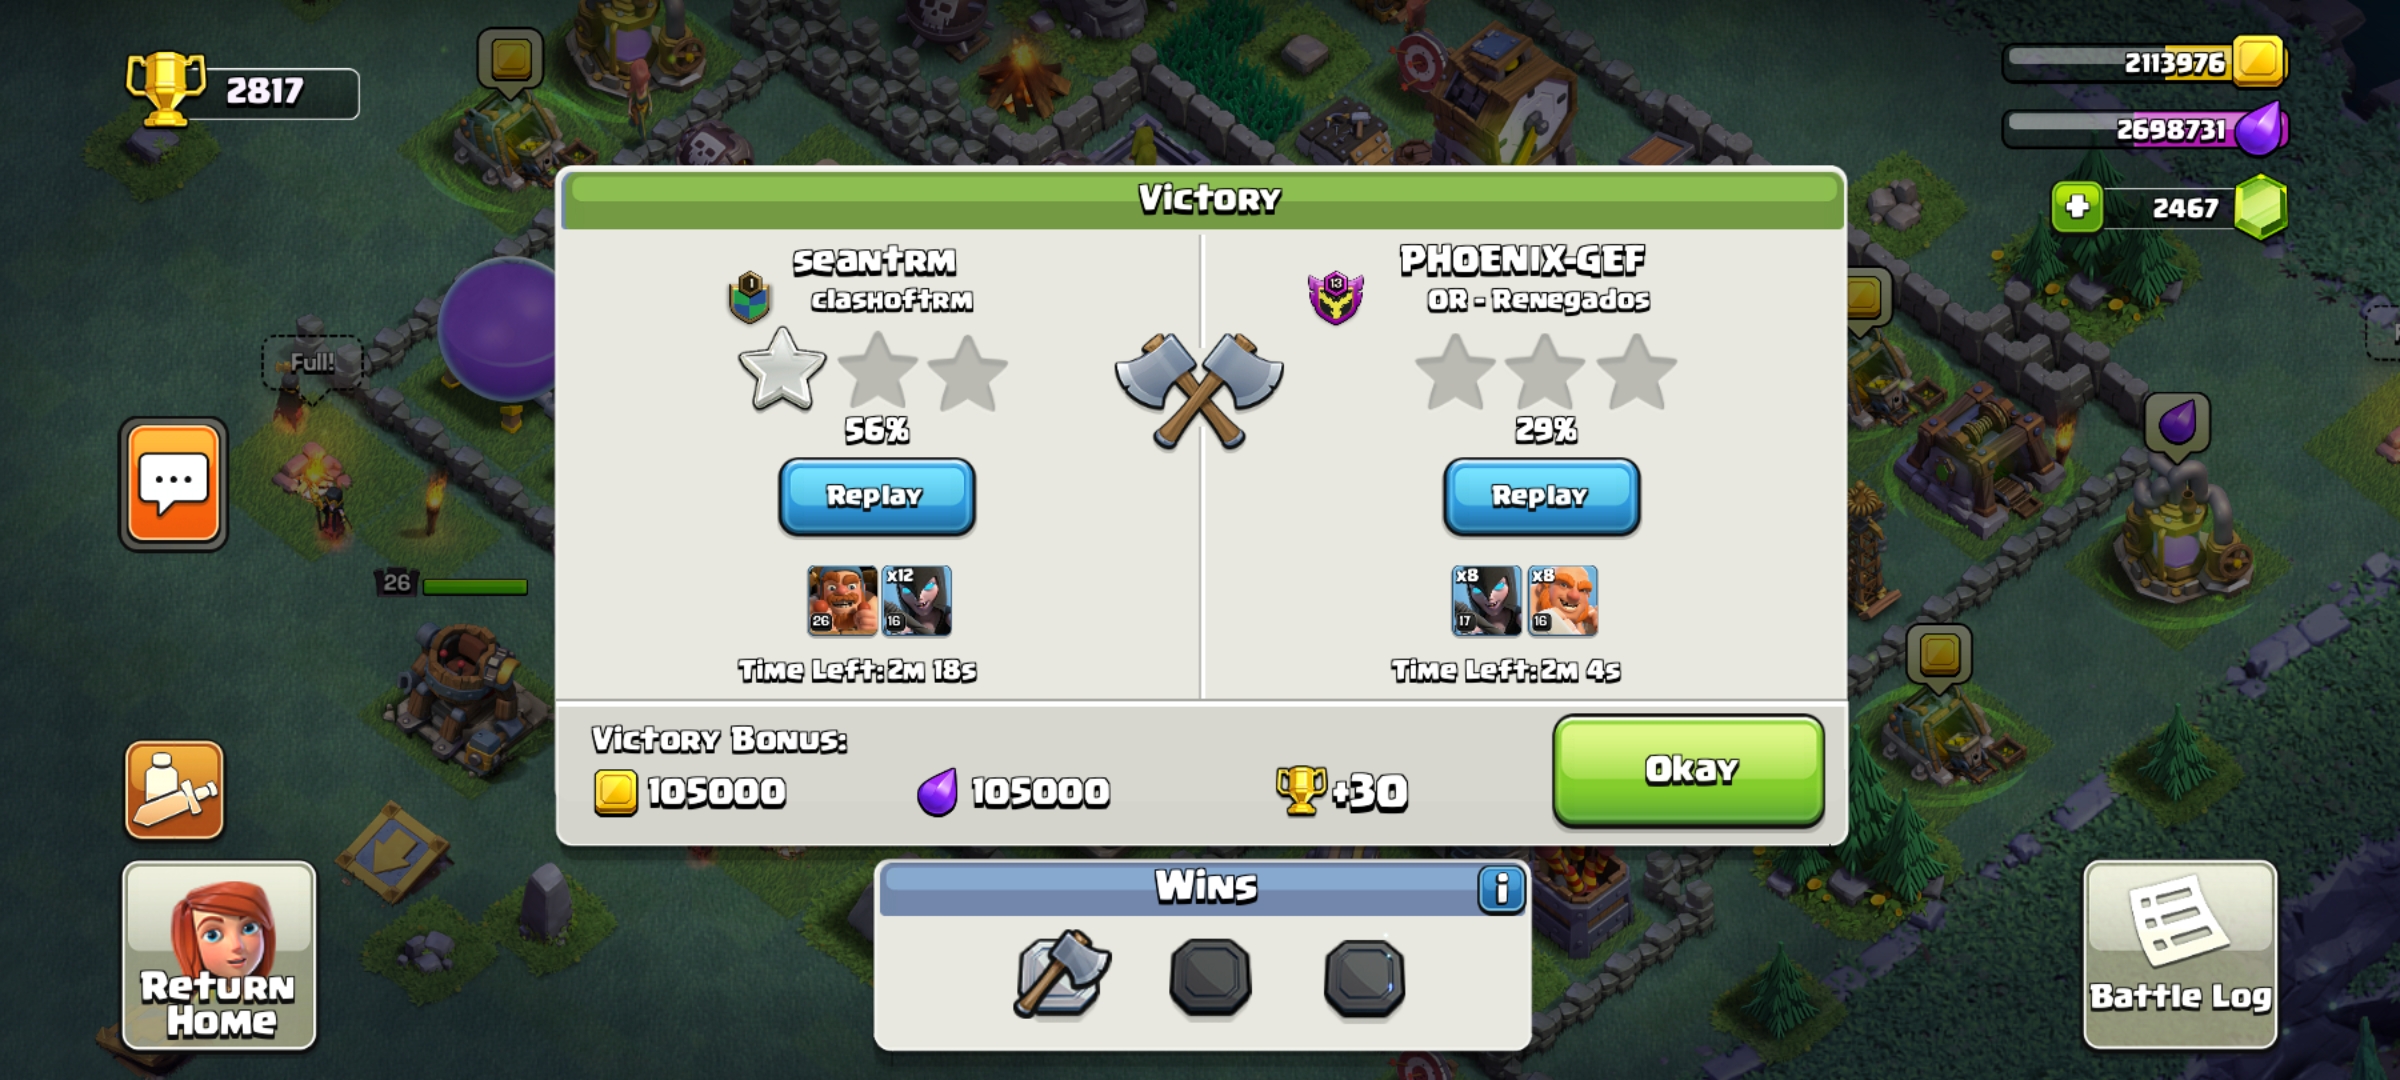 2817
2113976
2698731
2467
Full!
26
Victory
seantRM
clashoftRM
1
56%
Replay
26
x12
16
Time Left:2m 18s
PHOENIX-GEF
OR - Renegados
13
29%
Replay
x8
17
x8
16
Time Left:2m 4s
Victory Bonus:
105000
105000
+30
Okay
Wins
i
Return
Home
Battle Log